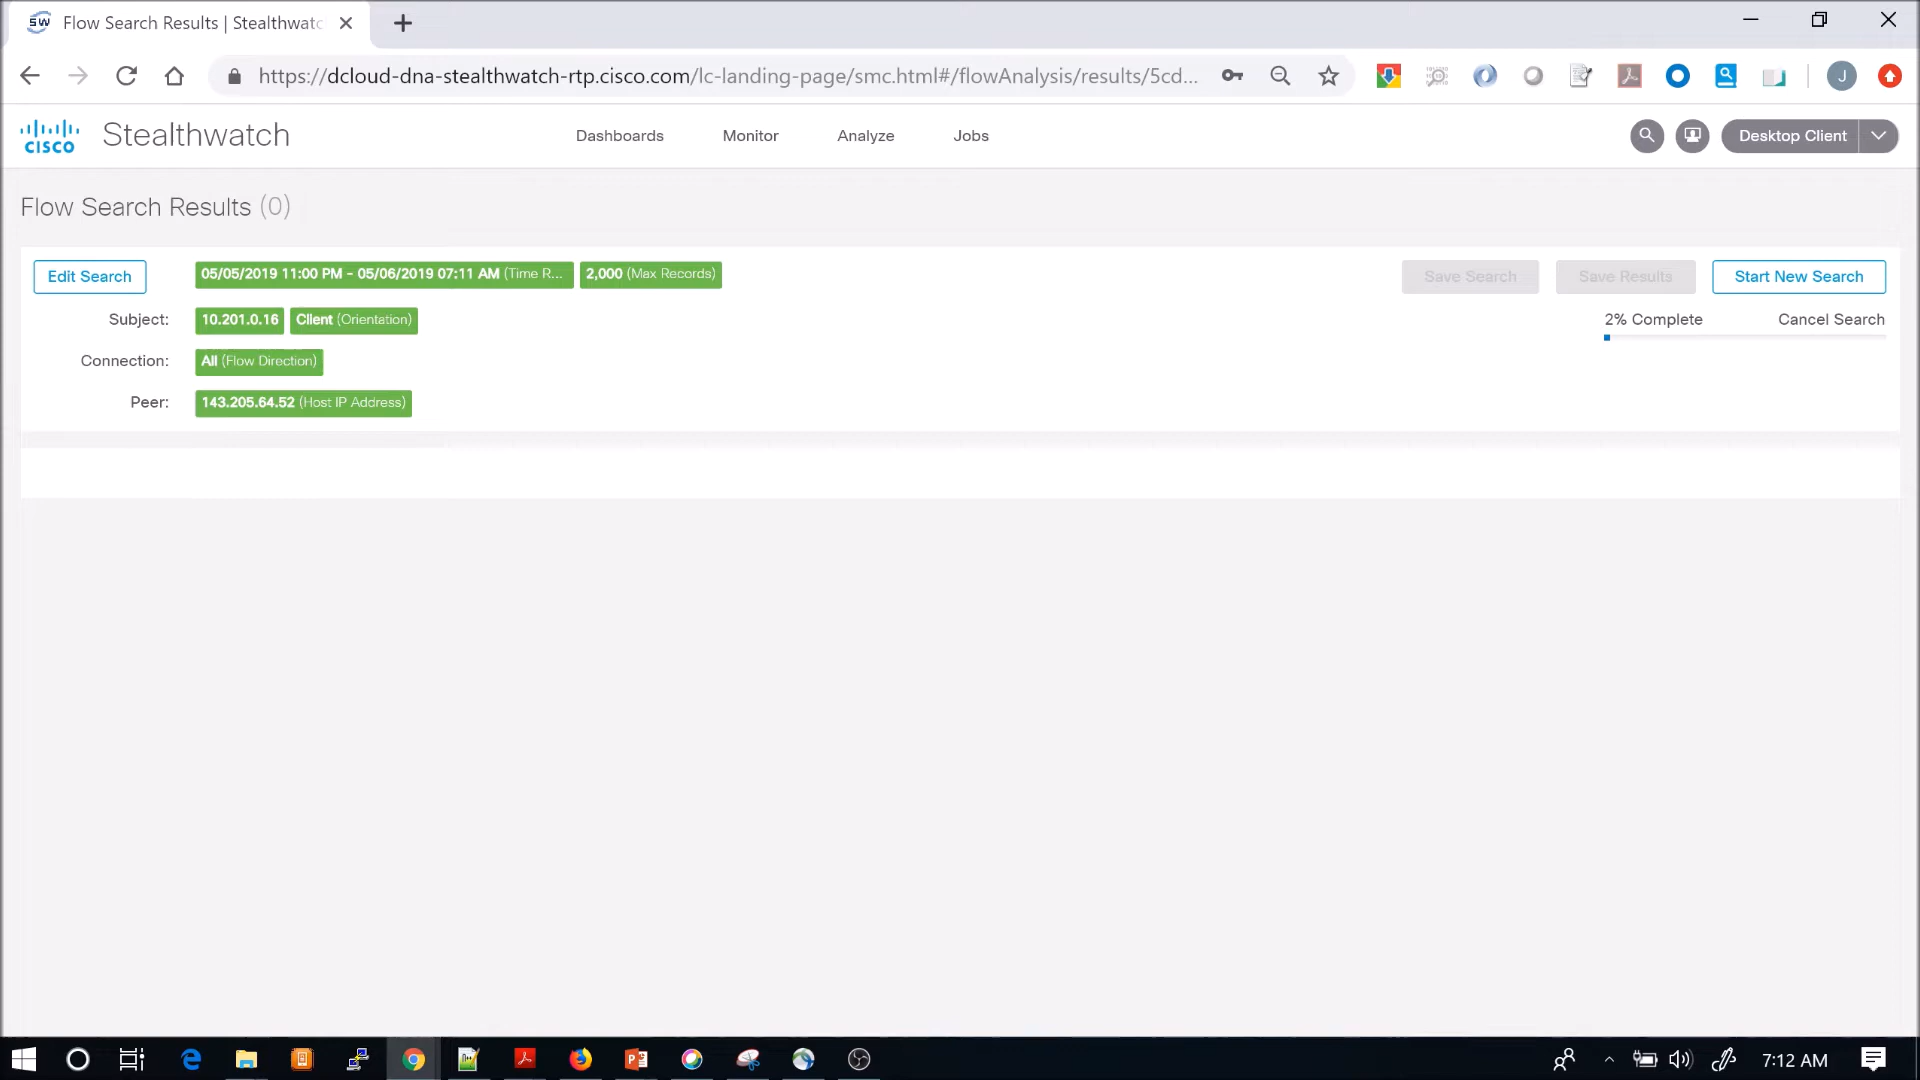 SW Flow Search Results | Stealthwatc
https://dcloud-dna-stealthwatch-rtp.cisco.com/lc-landing-page/smc.html#/flowAnalysis/results/5cd...
J
CISCO Stealthwatch Dashboards Monitor Analyze Jobs Desktop Client
Flow Search Results (0)
Edit Search 05/05/2019 11:00 PM - 05/06/2019 07:11 AM (Time R... 2,000 (Max Records) Save Search Save Results Start New Search
Subject: 10.201.0.16 Client (Orientation) 2% Complete Cancel Search
Connection: All (Flow Direction)
Peer: 143.205.64.52 (Host IP Address)
7:12 AM